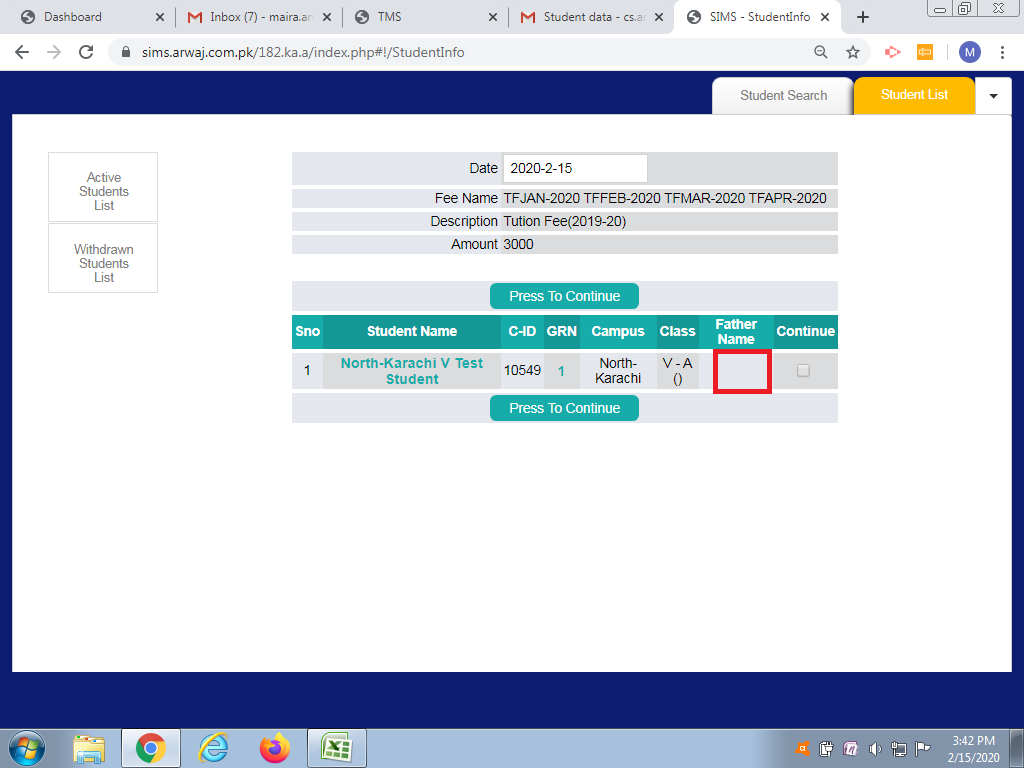 Dashboard
Inbox (7) - maira.an
TMS
Student data - cs.a
SIMS - StudentInfo
sims.arwaj.com.pk/182.ka.a/index.php#!/StudentInfo
M
Student Search
Student List
Active
Students
List
Withdrawn
Students
List
Date 2020-2-15
Fee Name TFJAN-2020 TFFEB-2020 TFMAR-2020 TFAPR-2020
Description Tution Fee(2019-20)
Amount 3000
Press To Continue
Sno Student Name C-ID GRN Campus Class Father Name Continue
1 North-Karachi V Test Student 10549 1 North-Karachi V - A ()
Press To Continue
3:42 PM
2/15/2020